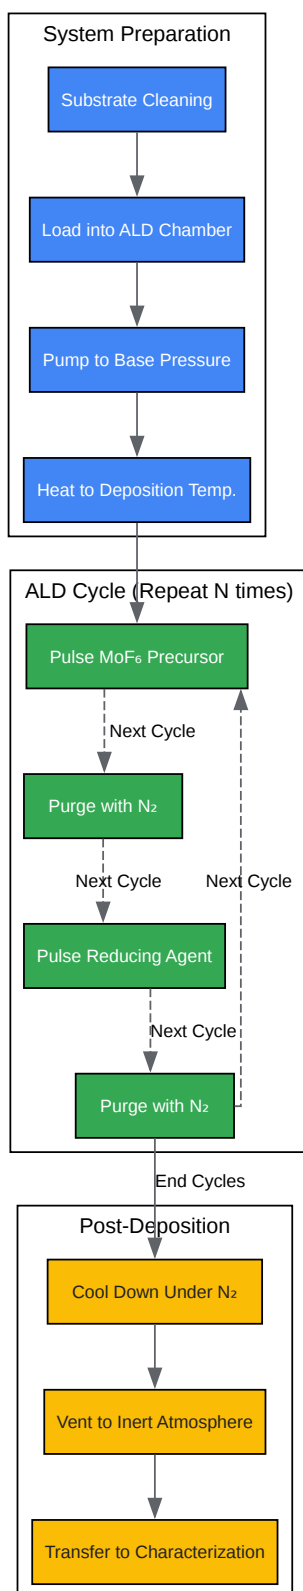 System Preparation
Substrate Cleaning
Load into ALD Chamber
Pump to Base Pressure
Heat to Deposition Temp.
ALD Cycle (Repeat N times)
Pulse MoF₆ Precursor
Next Cycle
Purge with N₂
Next Cycle
Next Cycle
Pulse Reducing Agent
Next Cycle
Purge with N₂
End Cycles
Post-Deposition
Cool Down Under N₂
Vent to Inert Atmosphere
Transfer to Characterization